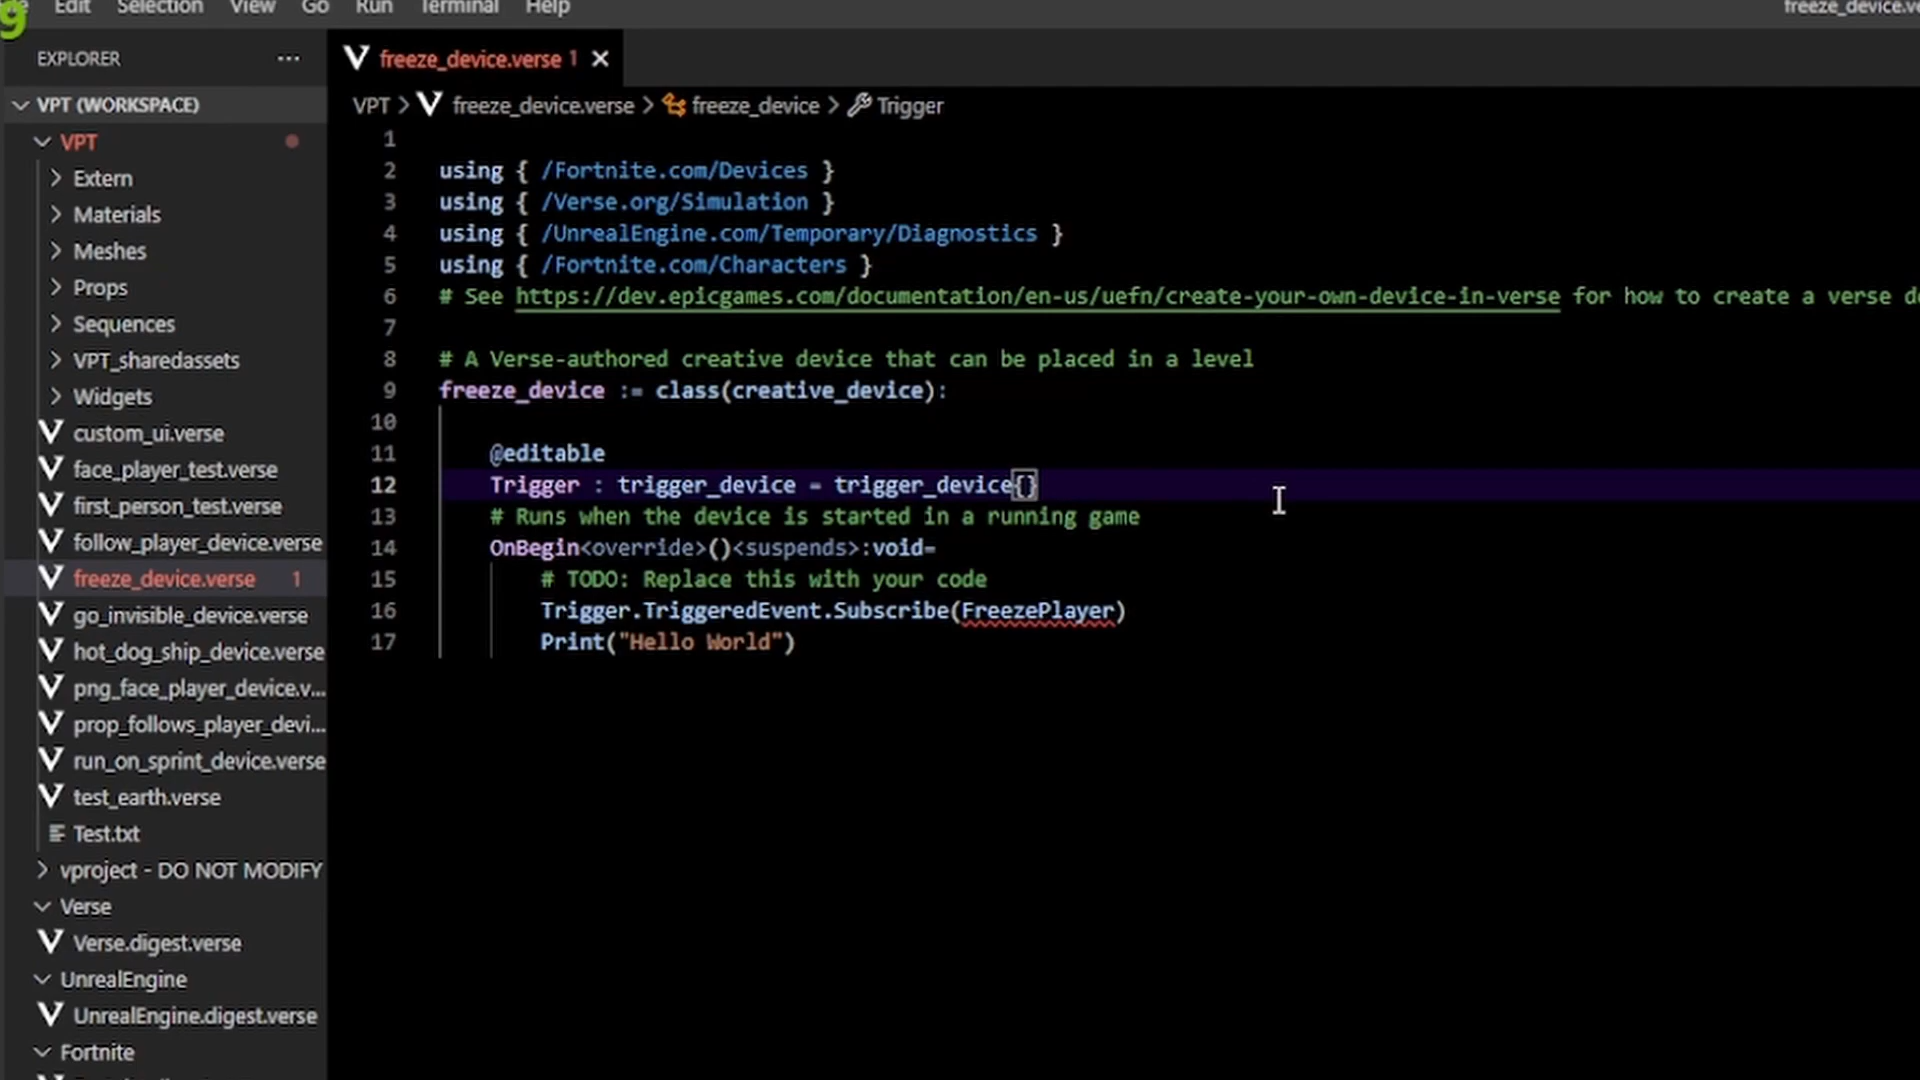 Edit Selection View Go Run Terminal Help
EXPLORER ...
VPT (WORKSPACE)
VPT
Extern
Materials
Meshes
Props
Sequences
VPT_sharedassets
Widgets
custom_ui.verse
face_player_test.verse
first_person_test.verse
follow_player_device.verse
freeze_device.verse 1
go_invisible_device.verse
hot_dog_ship_device.verse
png_face_player_device.v...
prop_follows_player_devi...
run_on_sprint_device.verse
test_earth.verse
Test.txt
vproject - DO NOT MODIFY
Verse
Verse.digest.verse
UnrealEngine
UnrealEngine.digest.verse
Fortnite
freeze_device.verse 1
VPT > freeze_device.verse > freeze_device > Trigger
1
2 using { /Fortnite.com/Devices }
3 using { /Verse.org/Simulation }
4 using { /UnrealEngine.com/Temporary/Diagnostics }
5 using { /Fortnite.com/Characters }
6 # See https://dev.epicgames.com/documentation/en-us/uefn/create-your-own-device-in-verse for how to create a verse
7
8 # A Verse-authored creative device that can be placed in a level
9 freeze_device := class(creative_device):
10
11 @editable
12 Trigger : trigger_device = trigger_device{}
13 # Runs when the device is started in a running game
14 OnBegin<override>()<suspends>:void=
15 # TODO: Replace this with your code
16 Trigger.TriggeredEvent.Subscribe(FreezePlayer)
17 Print("Hello World")